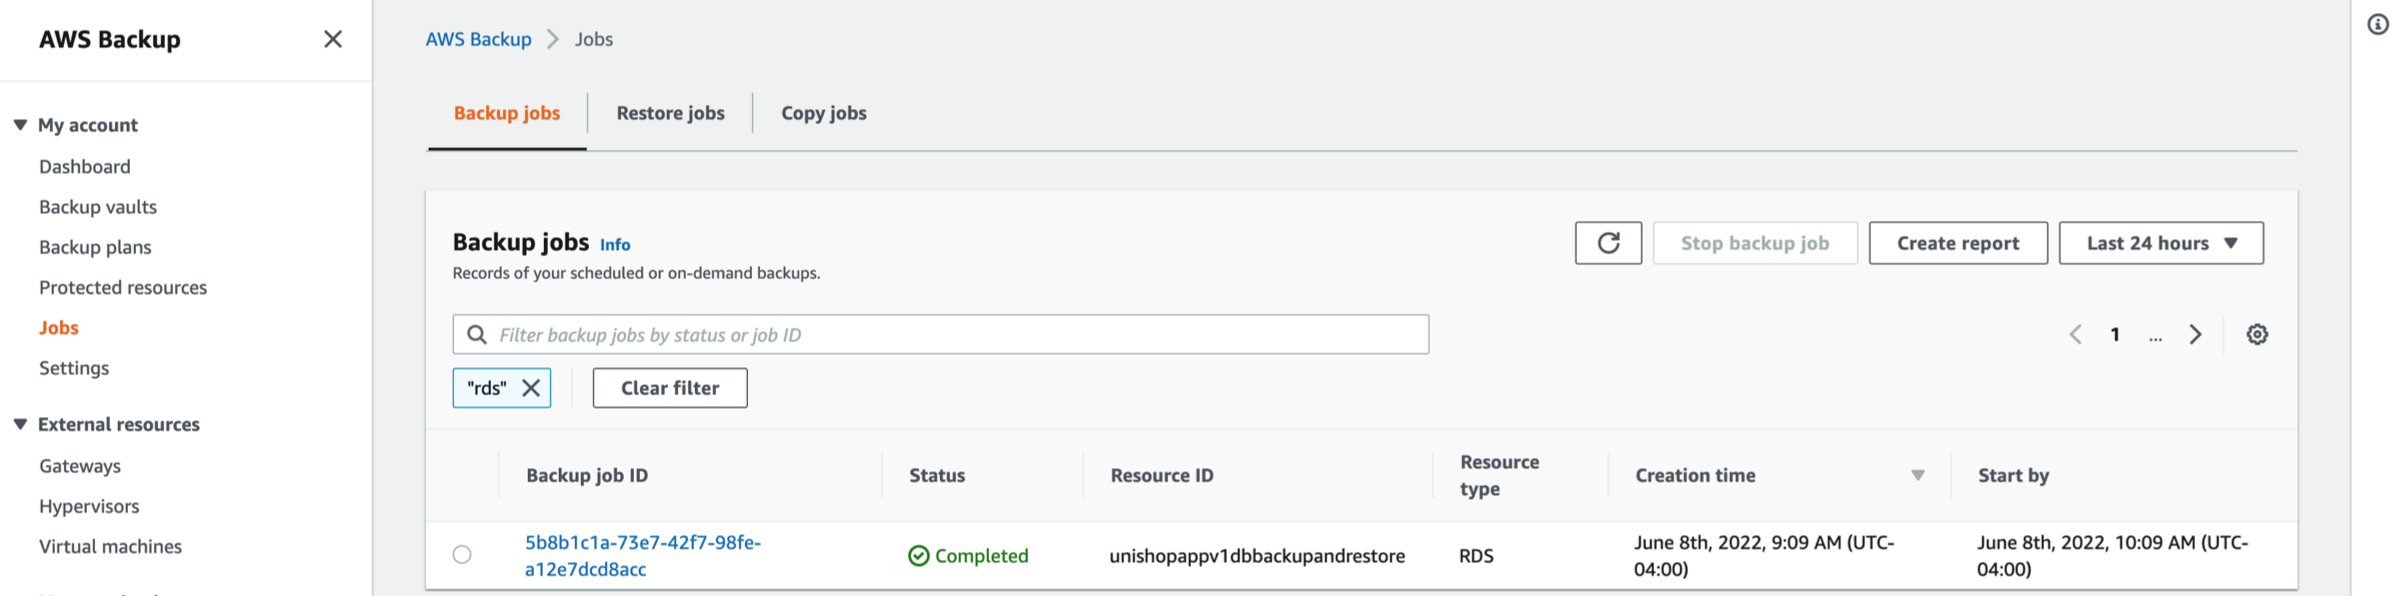 AWS Backup
My account
Dashboard
Backup vaults
Backup plans
Protected resources
Jobs
Settings
External resources
Gateways
Hypervisors
Virtual machines
AWS Backup > Jobs
Backup jobs
Restore jobs
Copy jobs
Backup jobs Info
Records of your scheduled or on-demand backups.
Stop backup job
Create report
Last 24 hours
Filter backup jobs by status or job ID
1 ...
"rds"
Clear filter
Backup job ID
Status
Resource ID
Resource
type
Creation time
Start by
5b8b1c1a-73e7-42f7-98fe-
a12e7dcd8acc
Completed
unishopappv1dbbackupandrestore
RDS
June 8th, 2022, 9:09 AM (UTC-
04:00)
June 8th, 2022, 10:09 AM (UTC-
04:00)